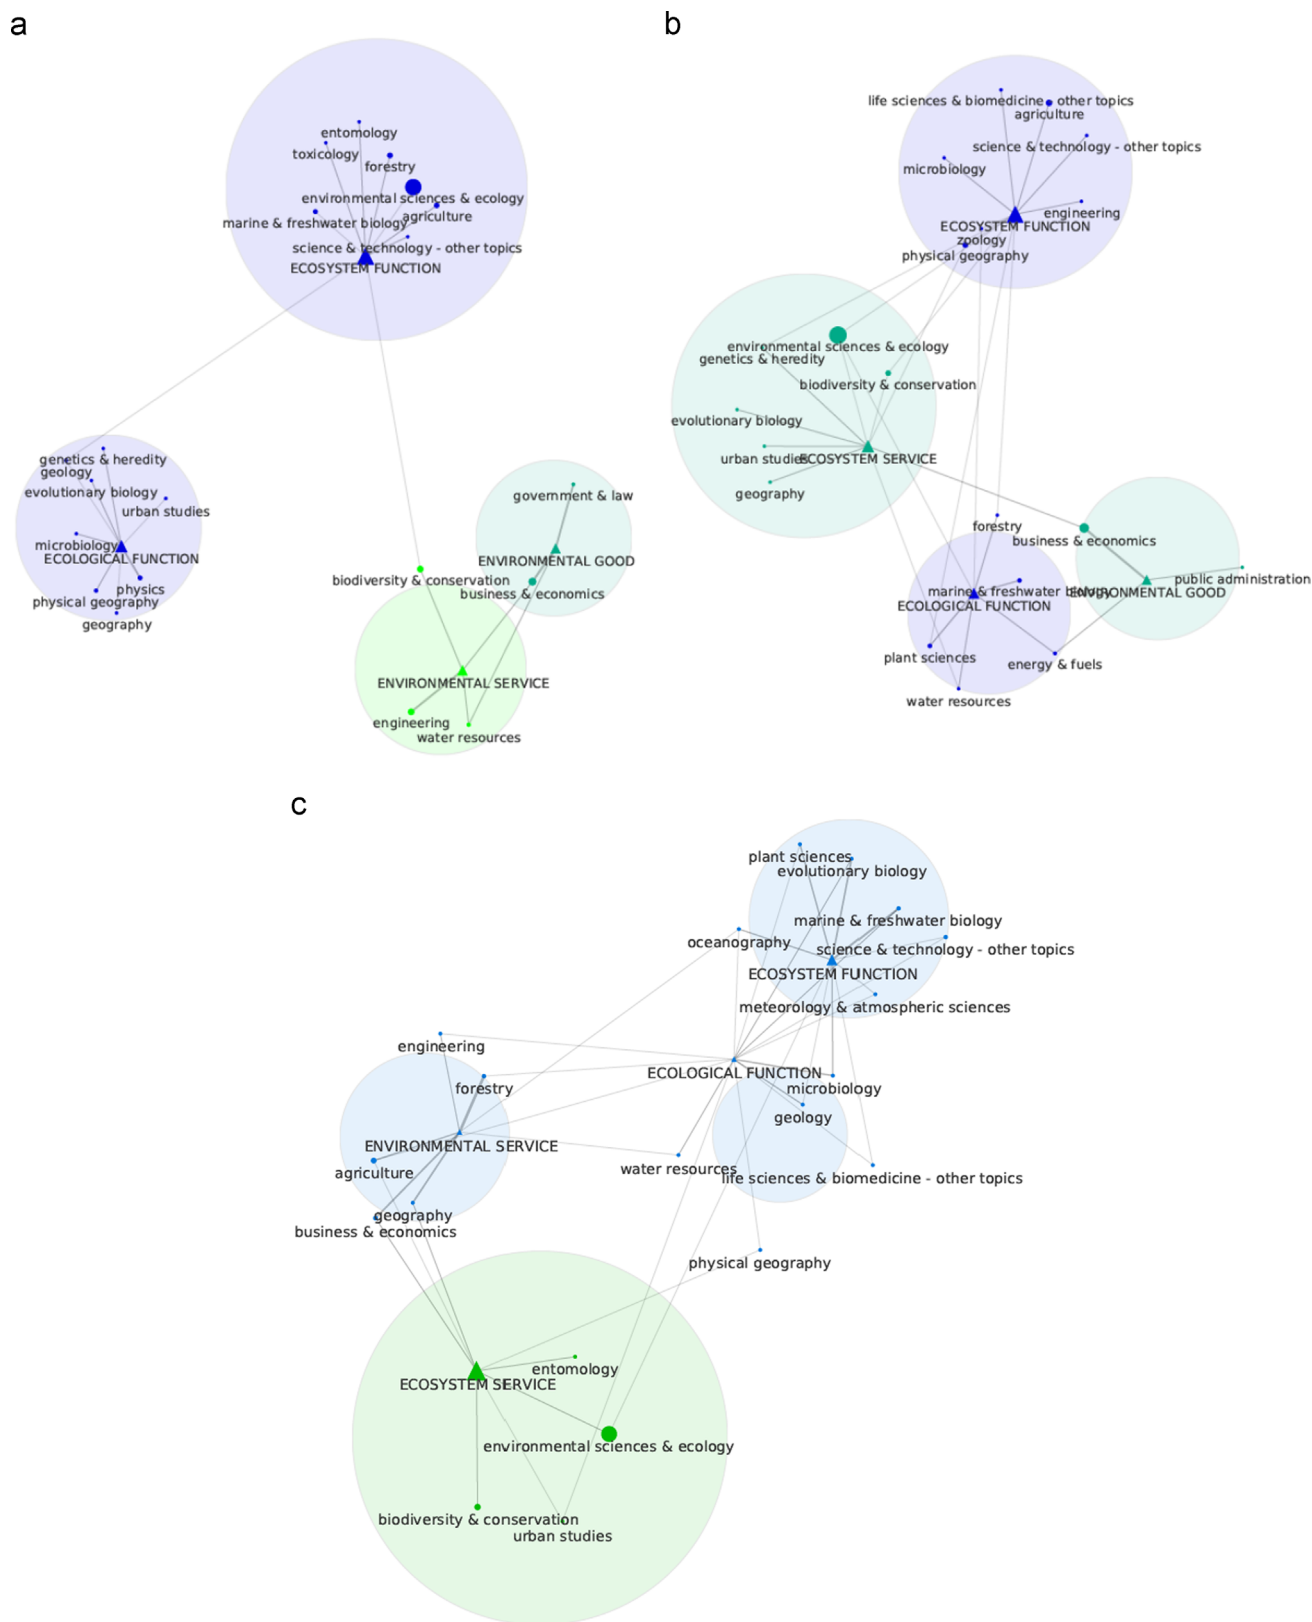 a
entomology
toxicology
forestry
environmental sciences & ecology
agriculture
marine & freshwater biology
science & technology - other topics
ECOSYSTEM FUNCTION
genetics & heredity
geology
evolutionary biology
urban studies
microbiology
ECOLOGICAL FUNCTION
physics
physical geography
geography
government & law
ENVIRONMENTAL GOOD
biodiversity & conservation
business & economics
ENVIRONMENTAL SERVICE
engineering
water resources
b
life sciences & biomedicine - other topics
agriculture
science & technology - other topics
microbiology
engineering
ECOSYSTEM FUNCTION
zoology
physical geography
environmental sciences & ecology
genetics & heredity
biodiversity & conservation
evolutionary biology
urban studies
ECOSYSTEM SERVICE
geography
forestry
business & economics
public administration
marine & freshwater biology
ENVIRONMENTAL GOOD
ECOLOGICAL FUNCTION
plant sciences
energy & fuels
water resources
c
plant sciences
evolutionary biology
marine & freshwater biology
oceanography
science & technology - other topics
ECOSYSTEM FUNCTION
meteorology & atmospheric sciences
engineering
ECOLOGICAL FUNCTION
forestry
microbiology
geology
ENVIRONMENTAL SERVICE
water resources
agriculture
life sciences & biomedicine - other topics
geography
business & economics
physical geography
entomology
ECOSYSTEM SERVICE
environmental sciences & ecology
biodiversity & conservation
urban studies